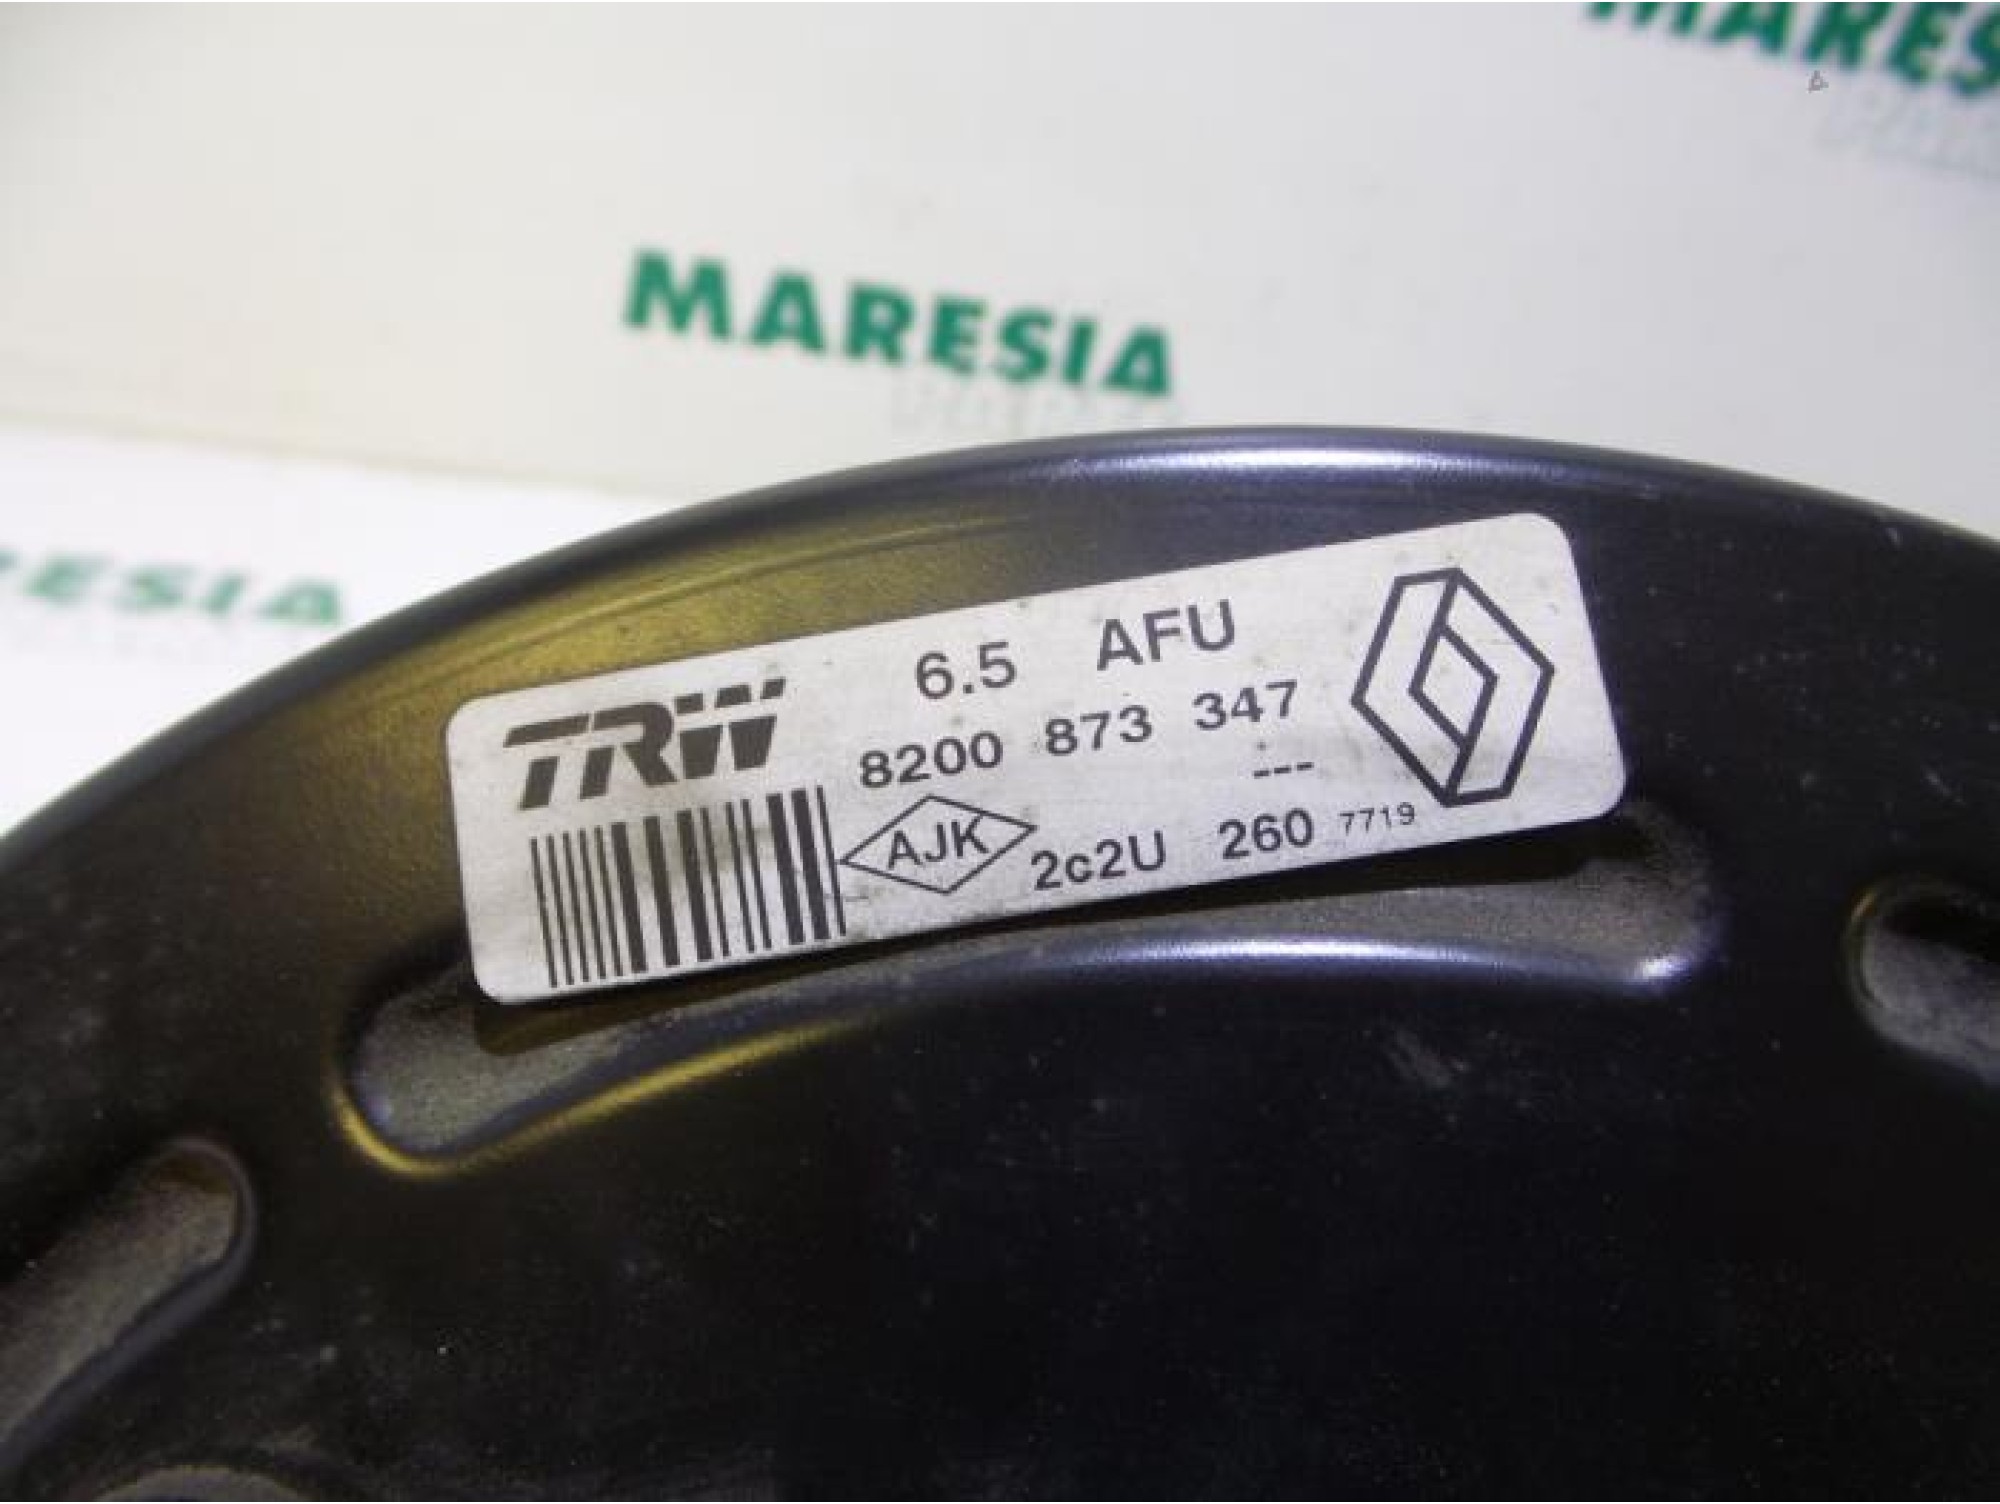 MARES
MARESIA
ESIA
TRW 6.5 AFU
8200 873 347
---
AJK 2c2U 260 7719